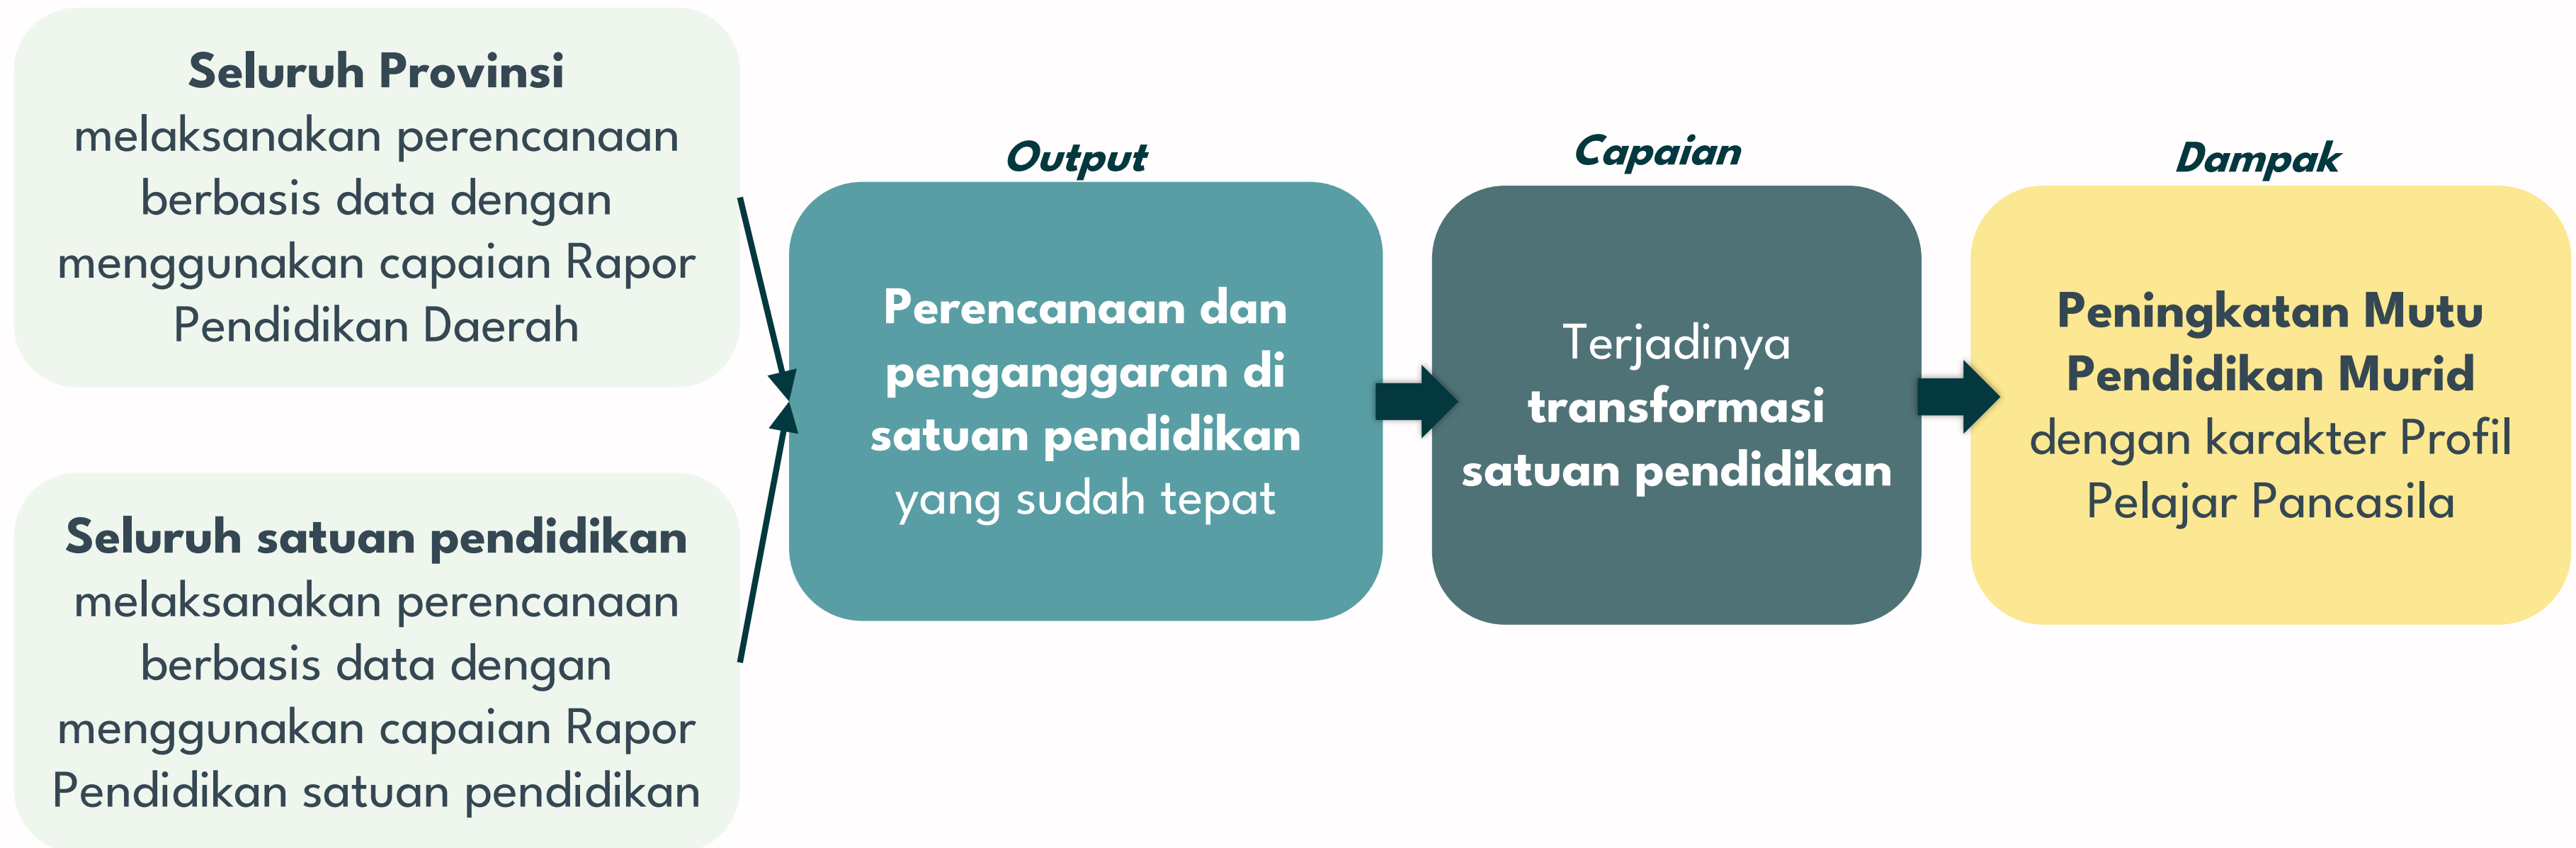 Seluruh Provinsi
melaksanakan perencanaan
berbasis data dengan
menggunakan capaian Rapor
Pendidikan Daerah
Seluruh satuan pendidikan
melaksanakan perencanaan
berbasis data dengan
menggunakan capaian Rapor
Pendidikan satuan pendidikan
Output
Perencanaan dan
penganggaran di
satuan pendidikan
yang sudah tepat
Capaian
Terjadinya
transformasi
satuan pendidikan
Dampak
Peningkatan Mutu
Pendidikan Murid
dengan karakter Profil
Pelajar Pancasila